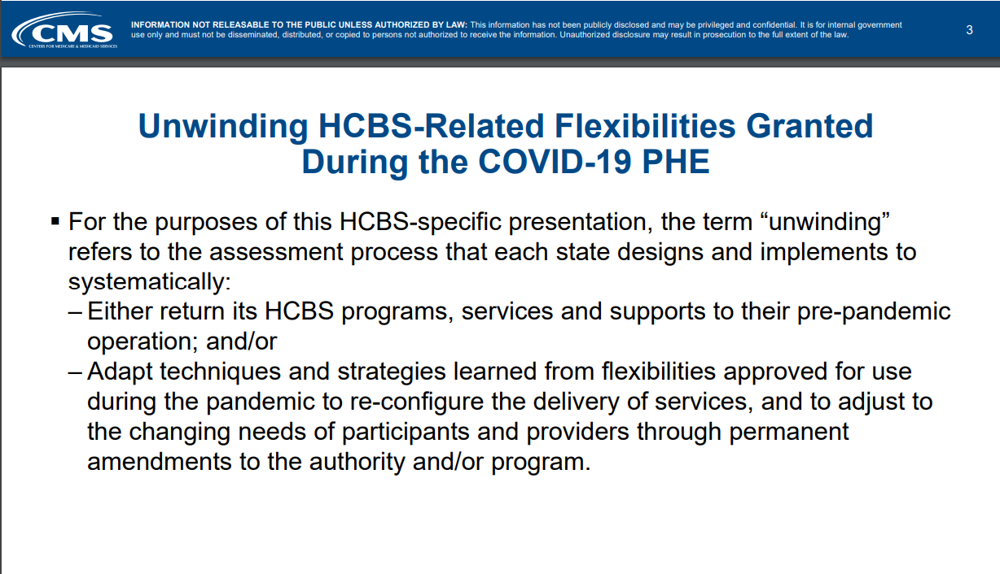 CMS
CENTERS FOR MEDICARE & MEDICAID SERVICES
INFORMATION NOT RELEASABLE TO THE PUBLIC UNLESS AUTHORIZED BY LAW: This information has not been publicly disclosed and may be privileged and confidential. It is for internal government
use only and must not be disseminated, distributed, or copied to persons not authorized to receive the information. Unauthorized disclosure may result in prosecution to the full extent of the law.
3
Unwinding HCBS-Related Flexibilities Granted
During the COVID-19 PHE
▪ For the purposes of this HCBS-specific presentation, the term “unwinding”
refers to the assessment process that each state designs and implements to
systematically:
– Either return its HCBS programs, services and supports to their pre-pandemic
operation; and/or
– Adapt techniques and strategies learned from flexibilities approved for use
during the pandemic to re-configure the delivery of services, and to adjust to
the changing needs of participants and providers through permanent
amendments to the authority and/or program.